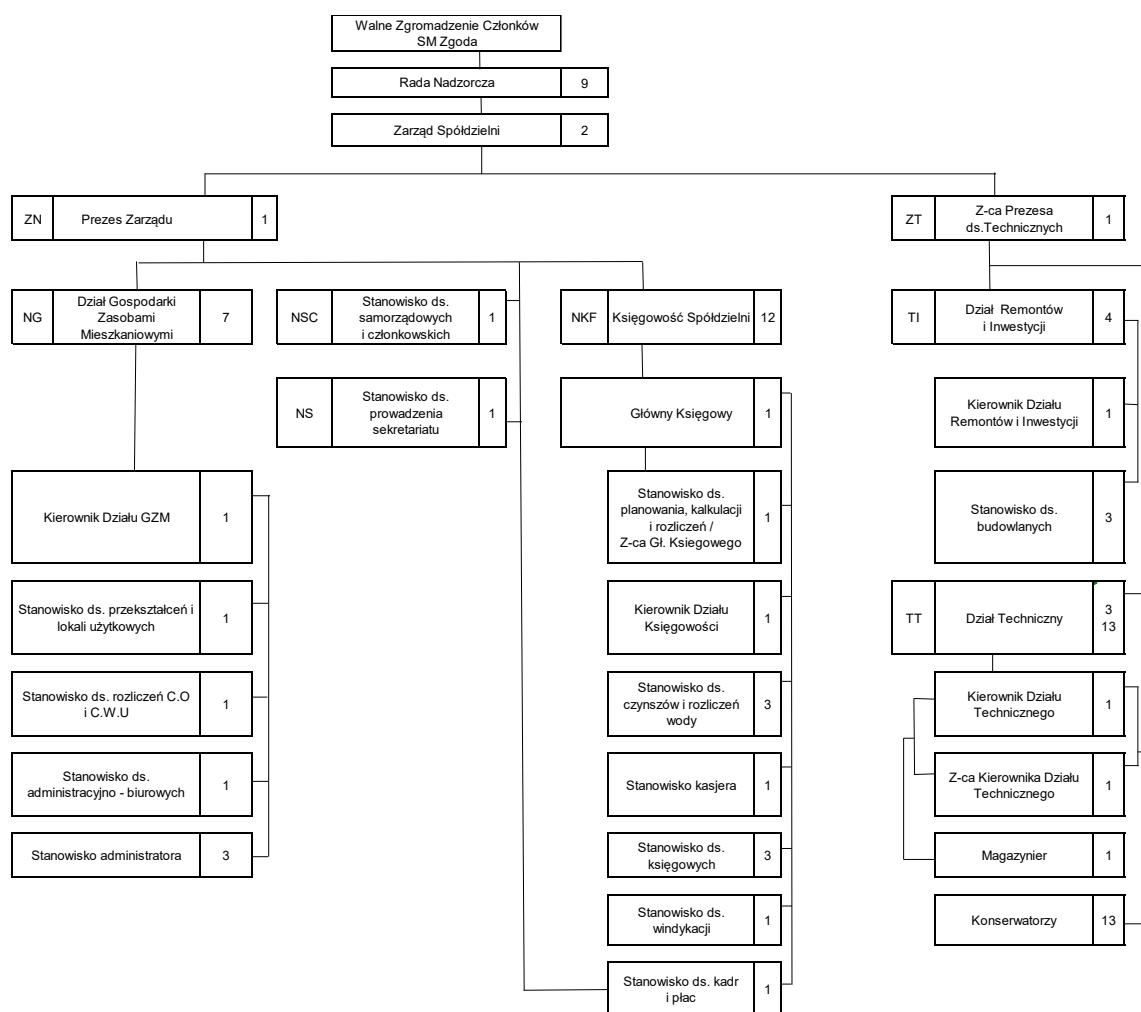 Walne Zgromadzenie Członków
SM Zgoda
Rada Nadzorcza 9
Zarząd Spółdzielni 2
ZN Prezes Zarządu 1
ZT Z-ca Prezesa
ds.Technicznych 1
NG Dział Gospodarki
Zasobami
Mieszkaniowymi 7
NSC Stanowisko ds.
samorządowych
i członkowskich 1
NKF Księgowość Spółdzielni 12
TI Dział Remontów
i Inwestycji 4
NS Stanowisko ds.
prowadzenia
sekretariatu 1
Główny Księgowy 1
Kierownik Działu
Remontów i Inwestycji 1
Kierownik Działu GZM 1
Stanowisko ds.
planowania, kalkulacji
i rozliczeń /
Z-ca Gł. Ksiegowego 1
Stanowisko ds.
budowlanych 3
Stanowisko ds. przekształceń i
lokali użytkowych 1
Kierownik Działu
Księgowości 1
TT Dział Techniczny 3
13
Stanowisko ds. rozliczeń C.O
i C.W.U 1
Stanowisko ds.
czynszów i rozliczeń
wody 3
Kierownik Działu
Technicznego 1
Stanowisko ds.
administracyjno - biurowych 1
Stanowisko kasjera 1
Z-ca Kierownika Działu
Technicznego 1
Stanowisko administratora 3
Stanowisko ds.
księgowych 3
Magazynier 1
Stanowisko ds.
windykacji 1
Konserwatorzy 13
Stanowisko ds. kadr
i płac 1